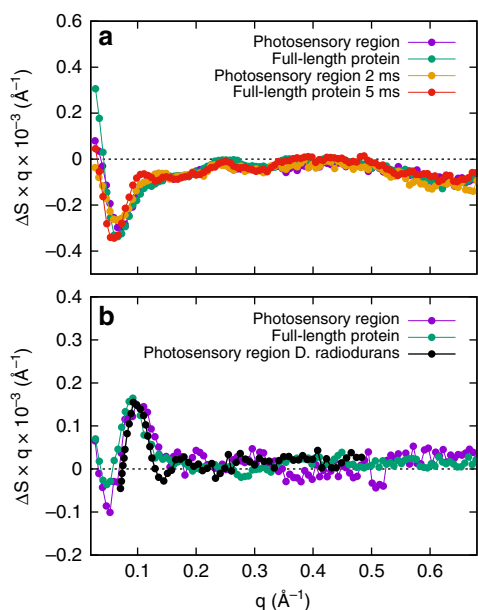 a
Photosensory region
Full-length protein
Photosensory region 2 ms
Full-length protein 5 ms
0.6
0.4
0.2
0
−0.2
−0.4
ΔS × q × 10⁻³ (Å⁻¹)
b
Photosensory region
Full-length protein
Photosensory region D. radiodurans
0.4
0.3
0.2
0.1
0
−0.1
−0.2
ΔS × q × 10⁻³ (Å⁻¹)
0.1 0.2 0.3 0.4 0.5 0.6
q (Å⁻¹)